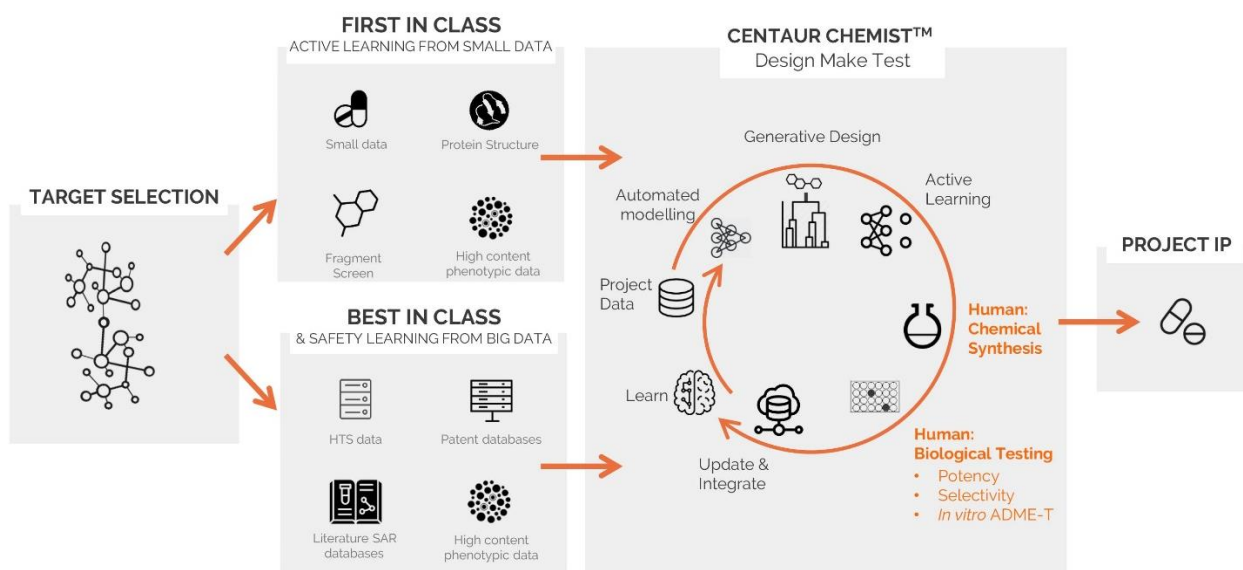 TARGET SELECTION
FIRST IN CLASS
ACTIVE LEARNING FROM SMALL DATA
Small data
Protein Structure
Fragment
Screen
High content
phenotypic data
BEST IN CLASS
& SAFETY LEARNING FROM BIG DATA
HTS data
Patent databases
Literature SAR
databases
High content
phenotypic data
CENTAUR CHEMIST™
Design Make Test
Generative Design
Automated
modelling
Active
Learning
Project
Data
Human:
Chemical
Synthesis
Learn
Update &
Integrate
Human:
Biological Testing
• Potency
• Selectivity
• In vitro ADME-T
PROJECT IP